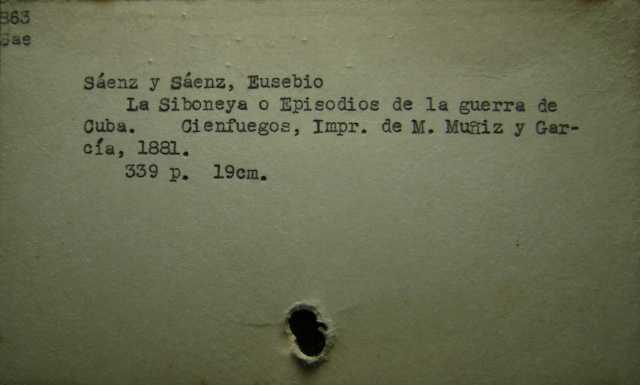 863
Sae
Sáenz y Sáenz, Eusebio
La Siboneya o Episodios de la guerra de
Cuba. Cienfuegos, Impr. de M. Muñiz y Gar-
cía, 1881.
339 p. 19cm.